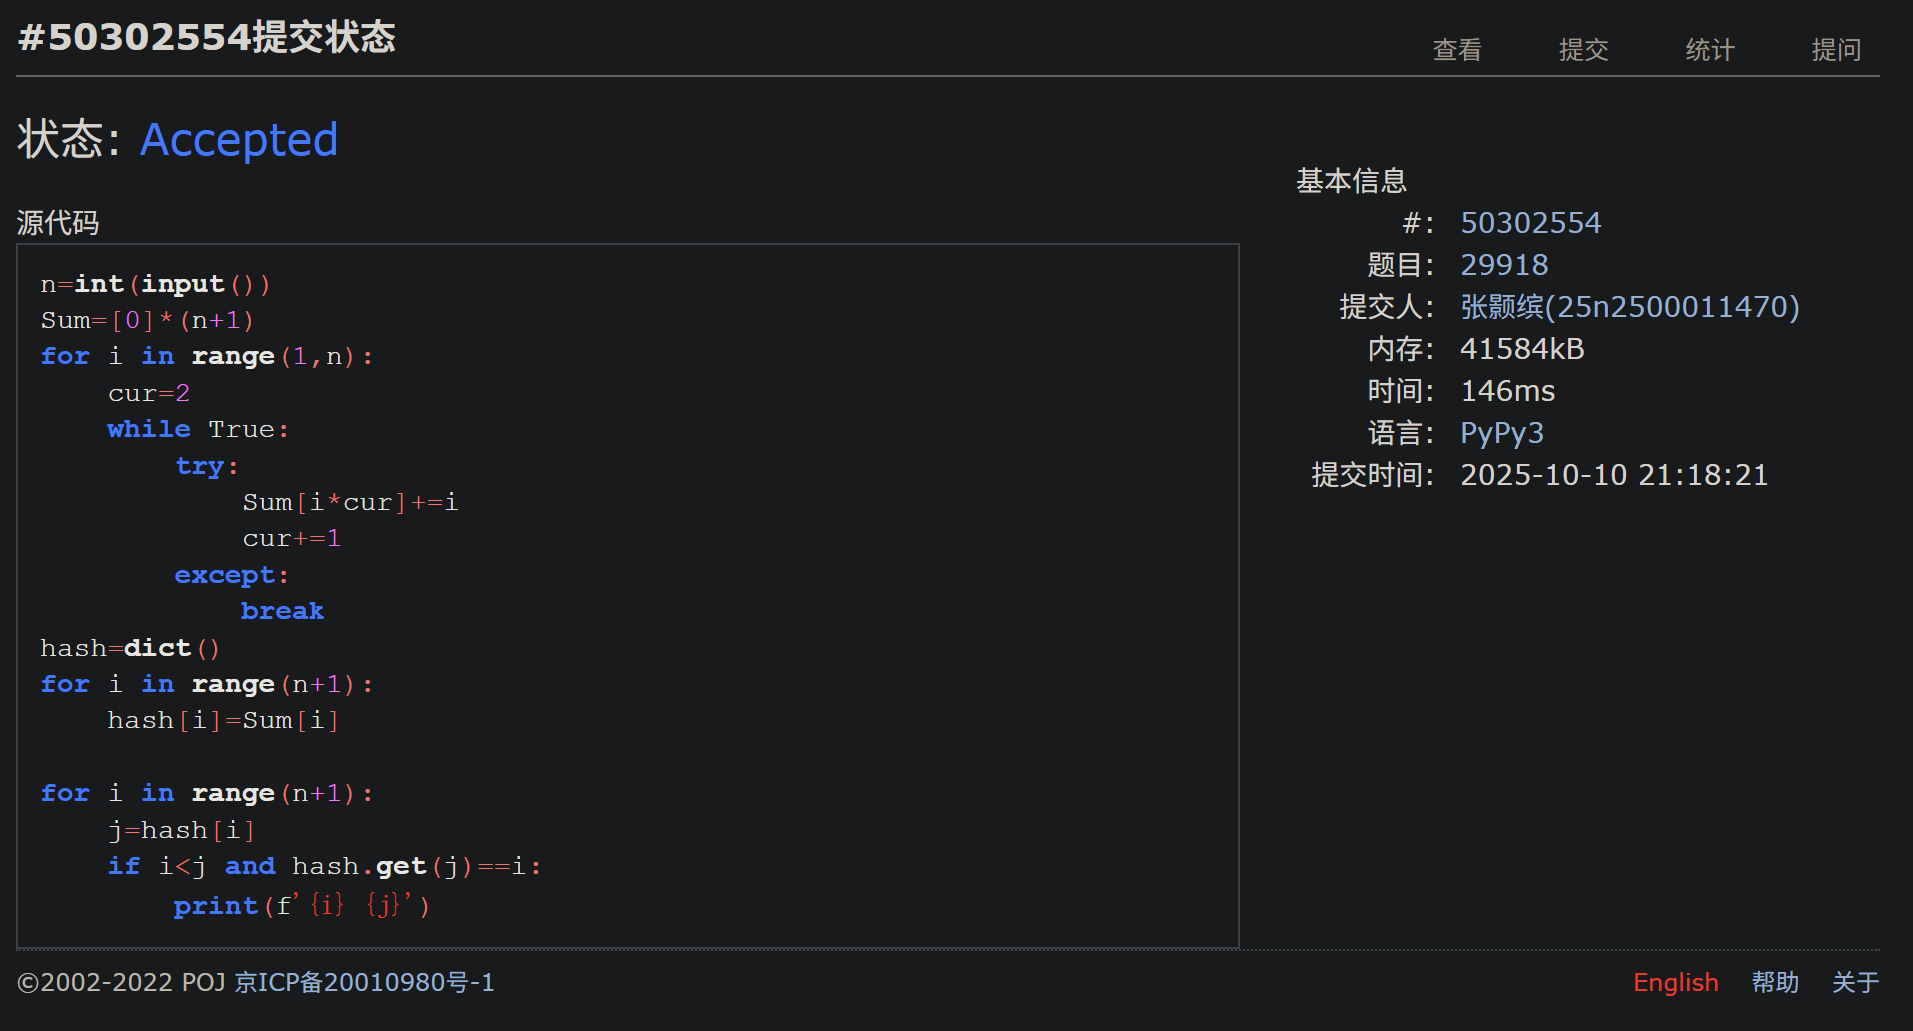 #50302554提交状态
查看 提交 统计 提问
状态: Accepted
源代码
n=int(input())
Sum=[0]*(n+1)
for i in range(1,n):
    cur=2
    while True:
        try:
            Sum[i*cur]+=i
            cur+=1
        except:
            break
hash=dict()
for i in range(n+1):
    hash[i]=Sum[i]

for i in range(n+1):
    j=hash[i]
    if i<j and hash.get(j)==i:
        print(f'{i} {j}')
基本信息
#: 50302554
题目: 29918
提交人: 张颢缤(25n2500011470)
内存: 41584kB
时间: 146ms
语言: PyPy3
提交时间: 2025-10-10 21:18:21
©2002-2022 POJ 京ICP备20010980号-1
English 帮助 关于